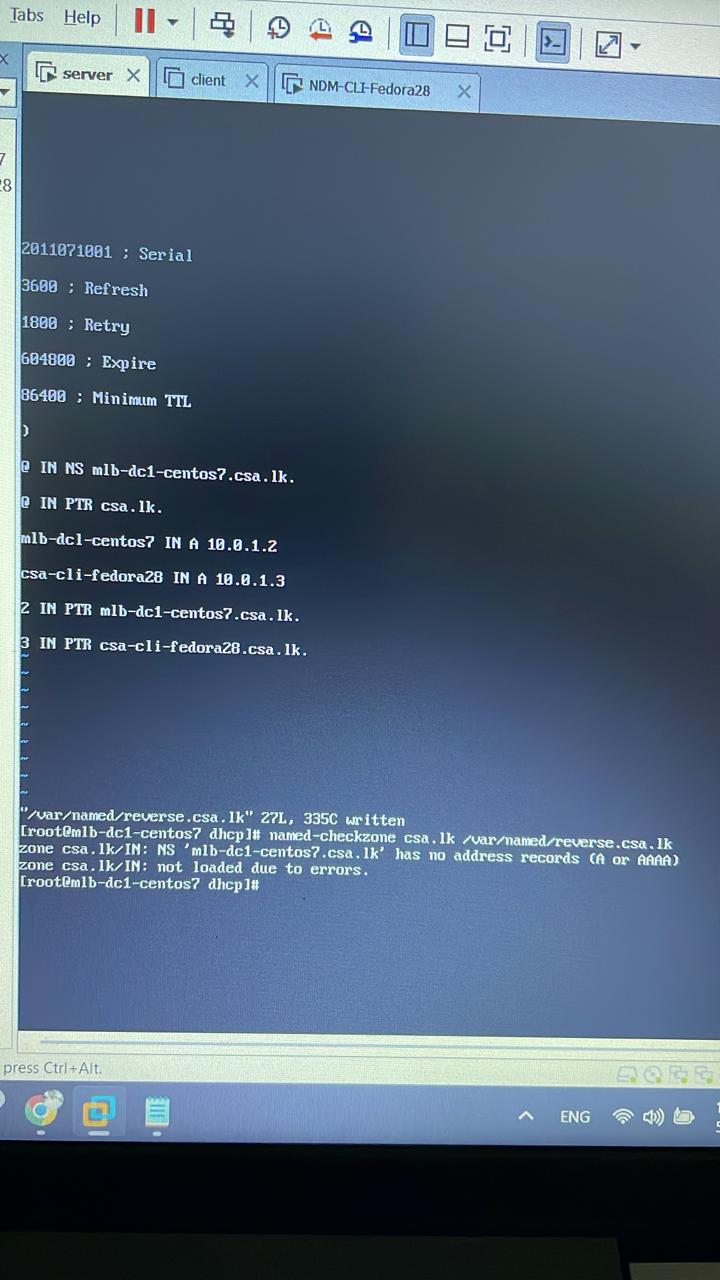 Tabs Help
server
client
NDM-CLI-Fedora28
2011071001 ; Serial
3600 ; Refresh
1800 ; Retry
604800 ; Expire
86400 ; Minimum TTL
)
@ IN NS mlb-dc1-centos7.csa.lk.
@ IN PTR csa.lk.
mlb-dcl-centos7 IN A 10.0.1.2
csa-cli-fedora28 IN A 10.0.1.3
2 IN PTR mlb-dc1-centos7.csa.lk.
3 IN PTR csa-cli-fedora28.csa.lk.
~
~
~
~
~
~
~
~
~
"/var/named/reverse.csa.lk" 27L, 335C written
[root@mlb-dc1-centos7 dhcp]# named-checkzone csa.lk /var/named/reverse.csa.lk
zone csa.lk/IN: NS 'mlb-dc1-centos7.csa.lk' has no address records (A or AAAA)
zone csa.lk/IN: not loaded due to errors.
[root@mlb-dc1-centos7 dhcp]#
press Ctrl+Alt.
ENG